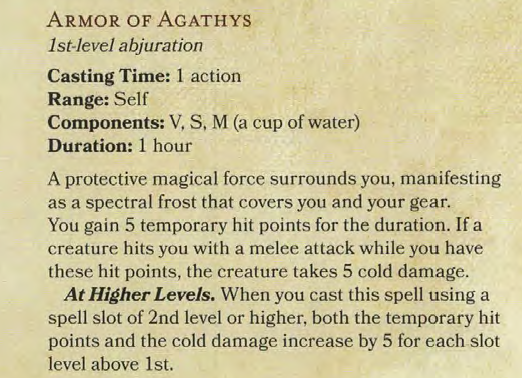 Armor of Agathys
1st-level abjuration
Casting Time: 1 action
Range: Self
Components: V, S, M (a cup of water)
Duration: 1 hour
A protective magical force surrounds you, manifesting
as a spectral frost that covers you and your gear.
You gain 5 temporary hit points for the duration. If a
creature hits you with a melee attack while you have
these hit points, the creature takes 5 cold damage.
At Higher Levels. When you cast this spell using a
spell slot of 2nd level or higher, both the temporary hit
points and the cold damage increase by 5 for each slot
level above 1st.